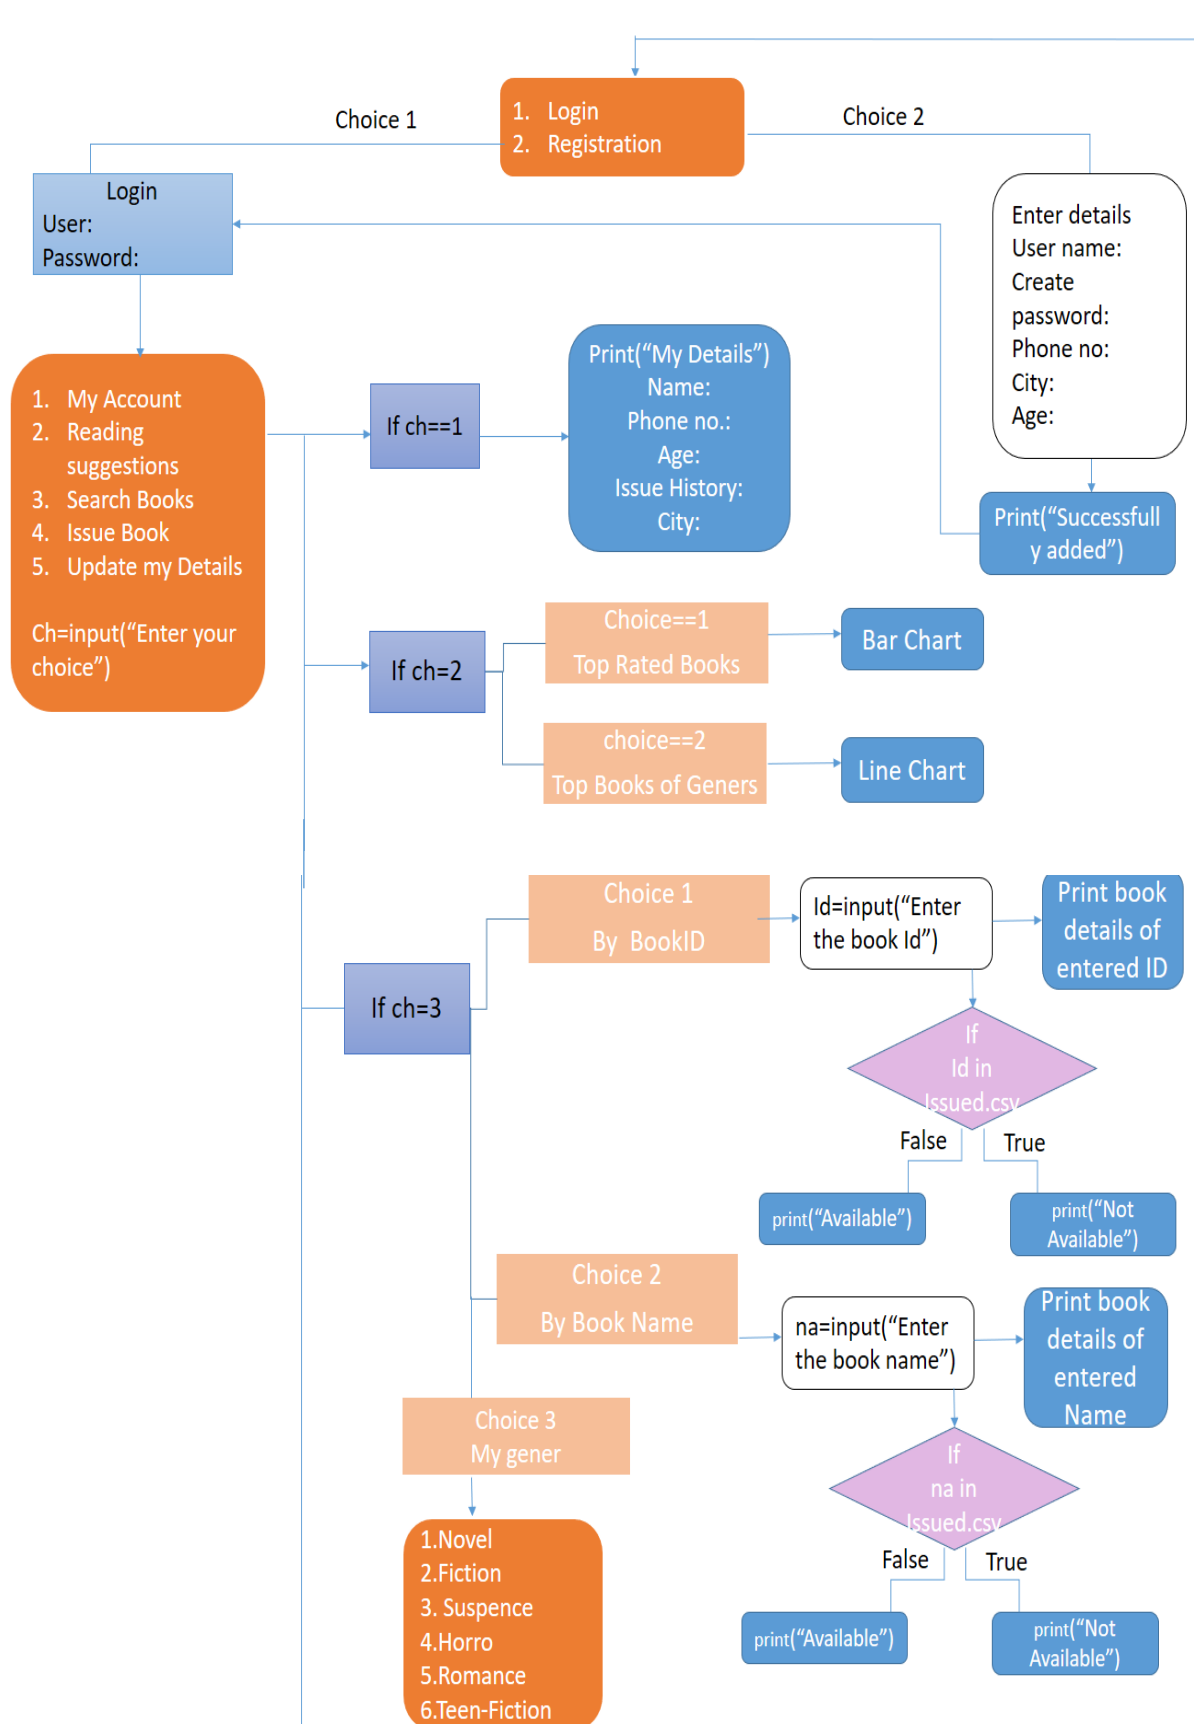 1. Login
2. Registration
Choice 1
Choice 2
Login
User:
Password:
Enter details
User name:
Create
password:
Phone no:
City:
Age:
Print(“Successfull
y added”)
1. My Account
2. Reading
suggestions
3. Search Books
4. Issue Book
5. Update my Details
Ch=input(“Enter your
choice”)
If ch==1
Print(“My Details”)
Name:
Phone no.:
Age:
Issue History:
City:
If ch=2
Choice==1
Top Rated Books
Bar Chart
choice==2
Top Books of Geners
Line Chart
If ch=3
Choice 1
By BookID
Id=input(“Enter
the book Id”)
Print book
details of
entered ID
If
Id in
Issued.csv
False
True
print(“Available”)
print(“Not
Available”)
Choice 2
By Book Name
na=input(“Enter
the book name”)
Print book
details of
entered
Name
If
na in
Issued.csv
False
True
print(“Available”)
print(“Not
Available”)
Choice 3
My gener
1.Novel
2.Fiction
3. Suspence
4.Horro
5.Romance
6.Teen-Fiction